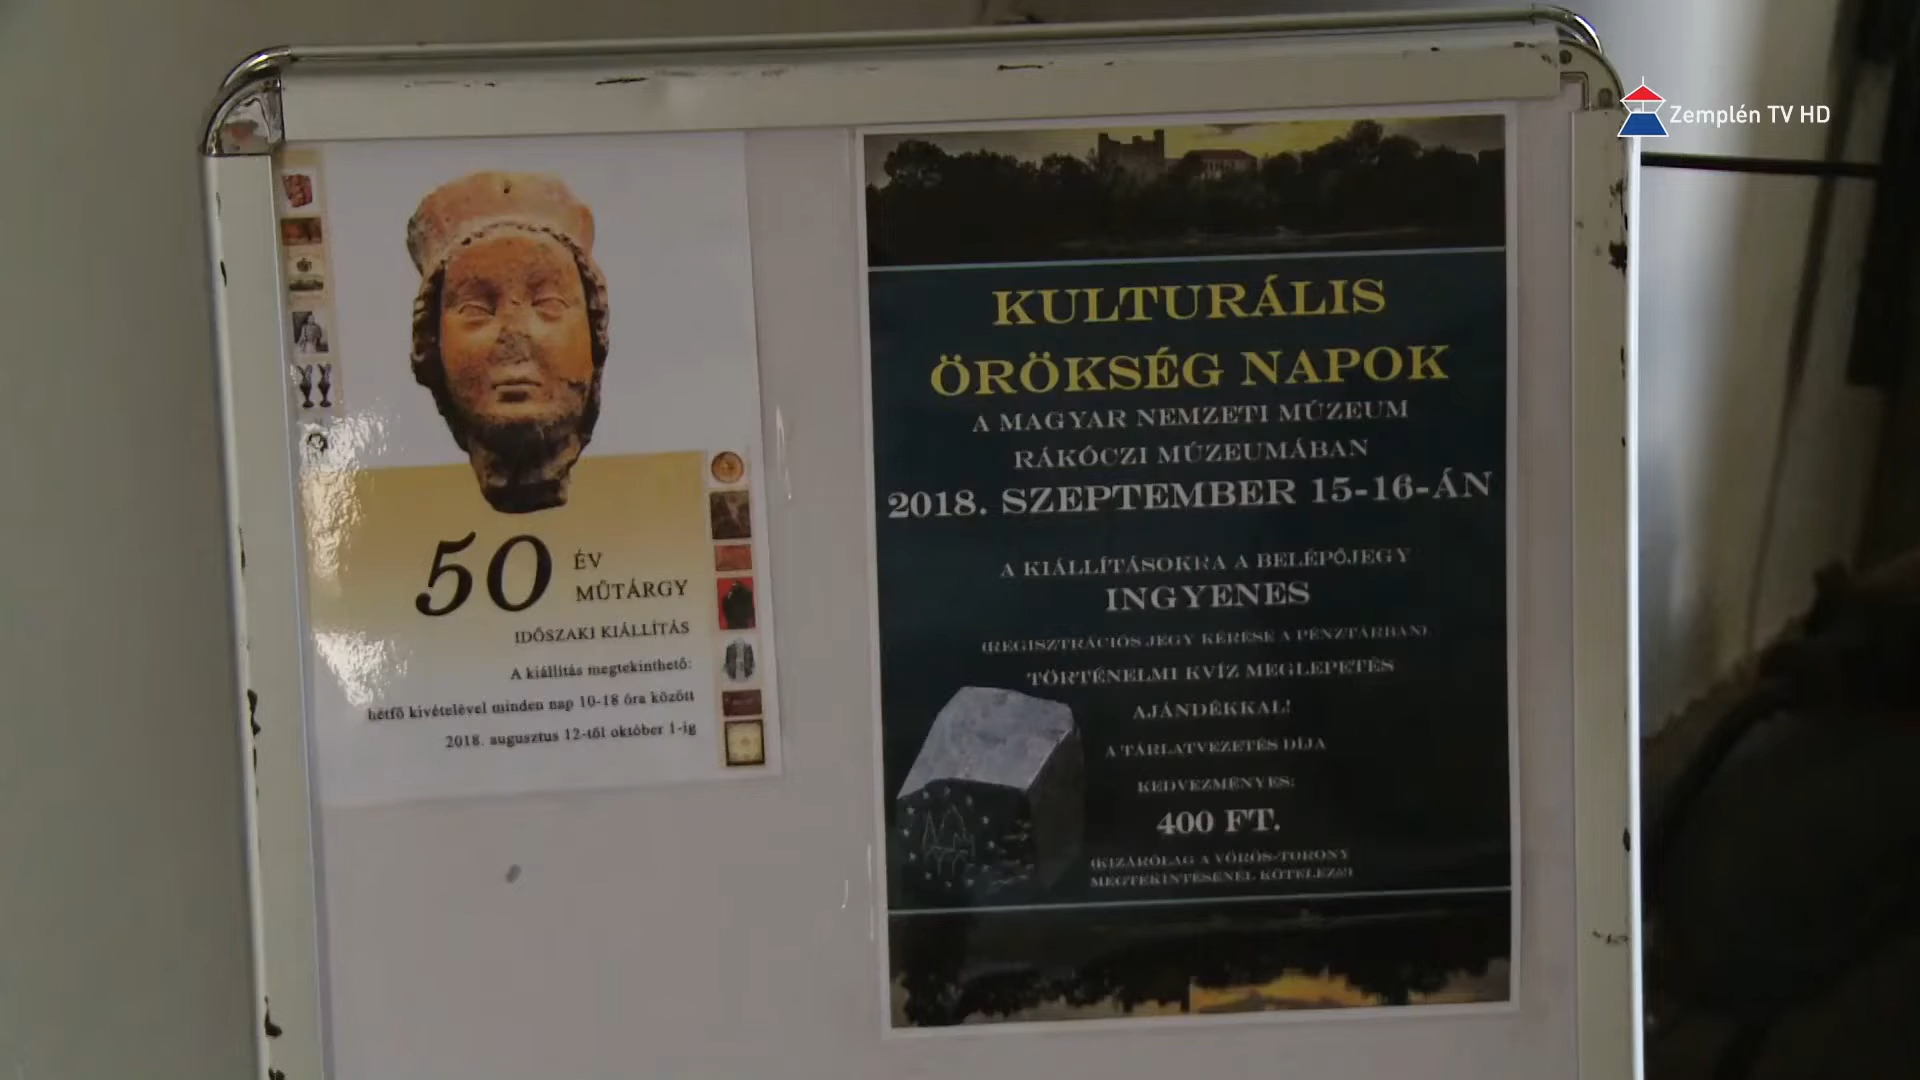 Zemplén TV HD
50 ÉV
MŰTÁRGY
IDŐSZAKI KIÁLLÍTÁS
A kiállítás megtekinthető:
hétfő kivételével minden nap 10-18 óra között
2018. augusztus 12-től október 1-ig
KULTURÁLIS
ÖRÖKSÉG NAPOK
A MAGYAR NEMZETI MÚZEUM
RÁKÓCZI MÚZEUMÁBAN
2018. SZEPTEMBER 15-16-ÁN
A KIÁLLÍTÁSOKRA A BELÉPŐJEGY
INGYENES
(REGISZTRÁCIÓS JEGY KÉRÉSE A PÉNZTÁRBAN).
TÖRTÉNELMI KVÍZ MEGLEPETÉS
AJÁNDÉKKAL!
A TÁRLATVEZETÉS DÍJA
KEDVEZMÉNYES:
400 FT.
(KIZÁRÓLAG A VÖRÖS-TORONY
MEGTEKINTÉSÉNÉL KÖTELEZŐ)